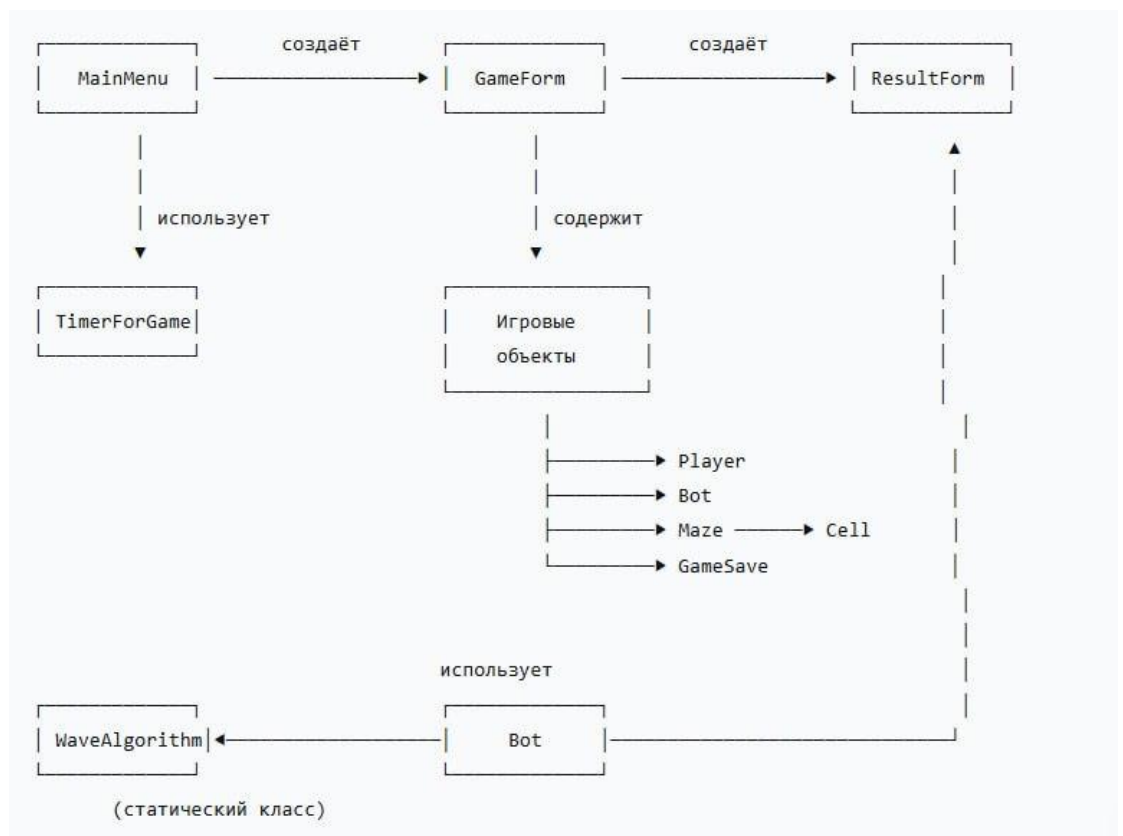 создаёт создаёт
MainMenu GameForm ResultForm
использует содержит
TimerForGame Игровые
объекты
Player
Bot
Maze Cell
GameSave
использует
WaveAlgorithm Bot
(статический класс)